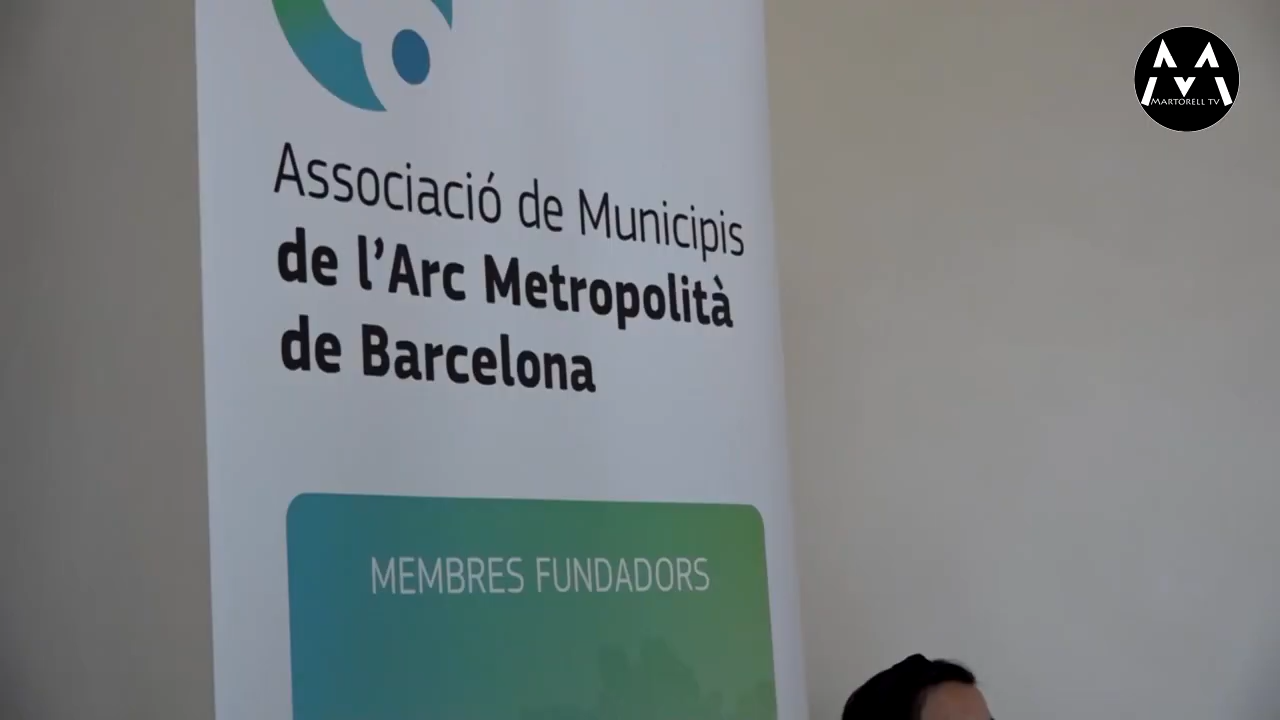 MARTORELL TV
Associació de Municipis
de l’Arc Metropolità
de Barcelona
MEMBRES FUNDADORS